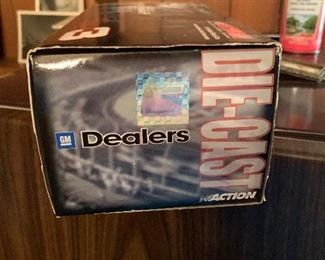 3
GM
Dealers
DIE-CAST
ACTION